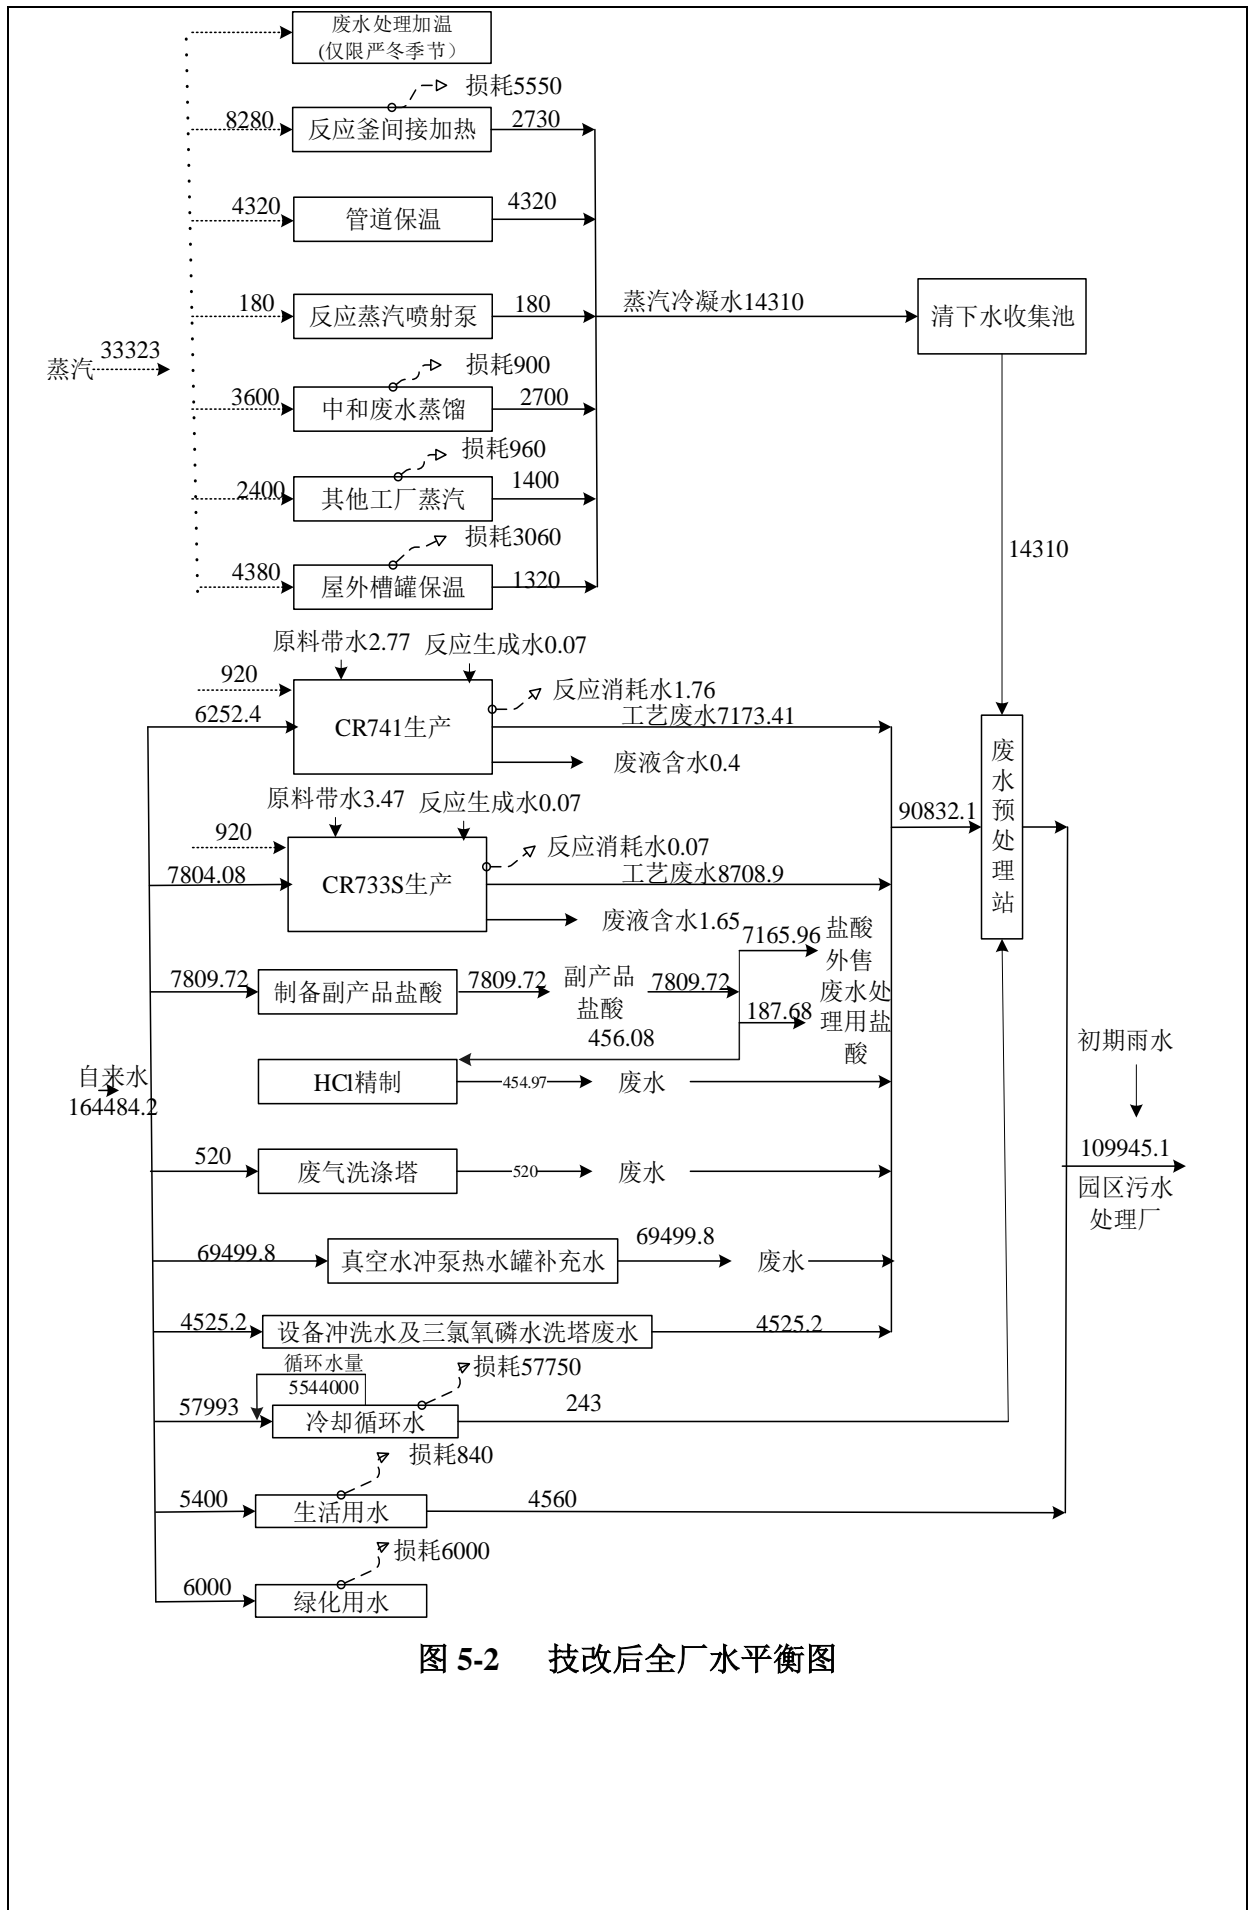 废水处理加温
(仅限严冬季节）
损耗5550
8280
反应釜间接加热
2730
4320
管道保温
4320
180
反应蒸汽喷射泵
180
蒸汽冷凝水14310
清下水收集池
蒸汽
33323
损耗900
3600
中和废水蒸馏
2700
损耗960
2400
其他工厂蒸汽
1400
损耗3060
4380
屋外槽罐保温
1320
14310
原料带水2.77
反应生成水0.07
920
6252.4
CR741生产
反应消耗水1.76
工艺废水7173.41
废液含水0.4
原料带水3.47
反应生成水0.07
920
7804.08
CR733S生产
反应消耗水0.07
工艺废水8708.9
废液含水1.65
90832.1
废水预处理站
7809.72
制备副产品盐酸
7809.72
副产品
盐酸
7809.72
7165.96
盐酸
外售
187.68
废水处
理用盐
酸
456.08
HCl精制
454.97
废水
自来水
164484.2
初期雨水
520
废气洗涤塔
520
废水
109945.1
园区污水
处理厂
69499.8
真空水冲泵热水罐补充水
69499.8
废水
4525.2
设备冲洗水及三氯氧磷水洗塔废水
4525.2
循环水量
5544000
损耗57750
57993
冷却循环水
243
损耗840
5400
生活用水
4560
损耗6000
6000
绿化用水
图 5-2 技改后全厂水平衡图